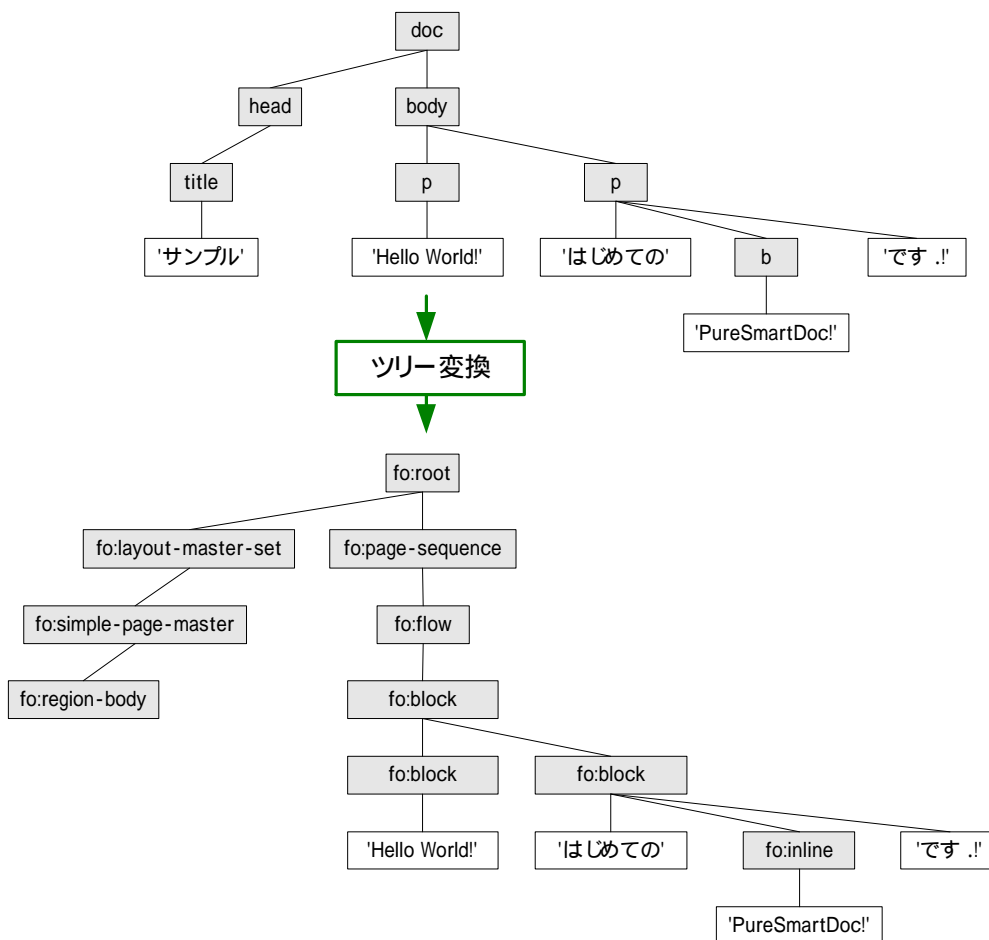 doc
head
body
title
p
p
'サンプル'
'Hello World!'
'はじめての'
b
'です .!'
'PureSmartDoc!'
ツリー変換
fo:root
fo:layout-master-set
fo:page-sequence
fo:simple-page-master
fo:flow
fo:region-body
fo:block
fo:block
fo:block
'Hello World!'
'はじめての'
fo:inline
'です .!'
'PureSmartDoc!'